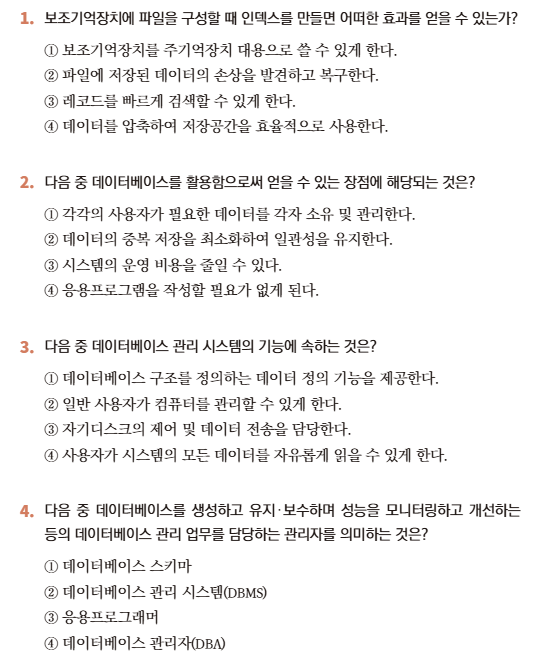 1. 보조기억장치에 파일을 구성할 때 인덱스를 만들면 어떠한 효과를 얻을 수 있는가?
① 보조기억장치를 주기억장치 대용으로 쓸 수 있게 한다.
② 파일에 저장된 데이터의 손상을 발견하고 복구한다.
③ 레코드를 빠르게 검색할 수 있게 한다.
④ 데이터를 압축하여 저장공간을 효율적으로 사용한다.
2. 다음 중 데이터베이스를 활용함으로써 얻을 수 있는 장점에 해당되는 것은?
① 각각의 사용자가 필요한 데이터를 각자 소유 및 관리한다.
② 데이터의 중복 저장을 최소화하여 일관성을 유지한다.
③ 시스템의 운영 비용을 줄일 수 있다.
④ 응용프로그램을 작성할 필요가 없게 된다.
3. 다음 중 데이터베이스 관리 시스템의 기능에 속하는 것은?
① 데이터베이스 구조를 정의하는 데이터 정의 기능을 제공한다.
② 일반 사용자가 컴퓨터를 관리할 수 있게 한다.
③ 자기디스크의 제어 및 데이터 전송을 담당한다.
④ 사용자가 시스템의 모든 데이터를 자유롭게 읽을 수 있게 한다.
4. 다음 중 데이터베이스를 생성하고 유지·보수하며 성능을 모니터링하고 개선하는
등의 데이터베이스 관리 업무를 담당하는 관리자를 의미하는 것은?
① 데이터베이스 스키마
② 데이터베이스 관리 시스템(DBMS)
③ 응용프로그래머
④ 데이터베이스 관리자(DBA)